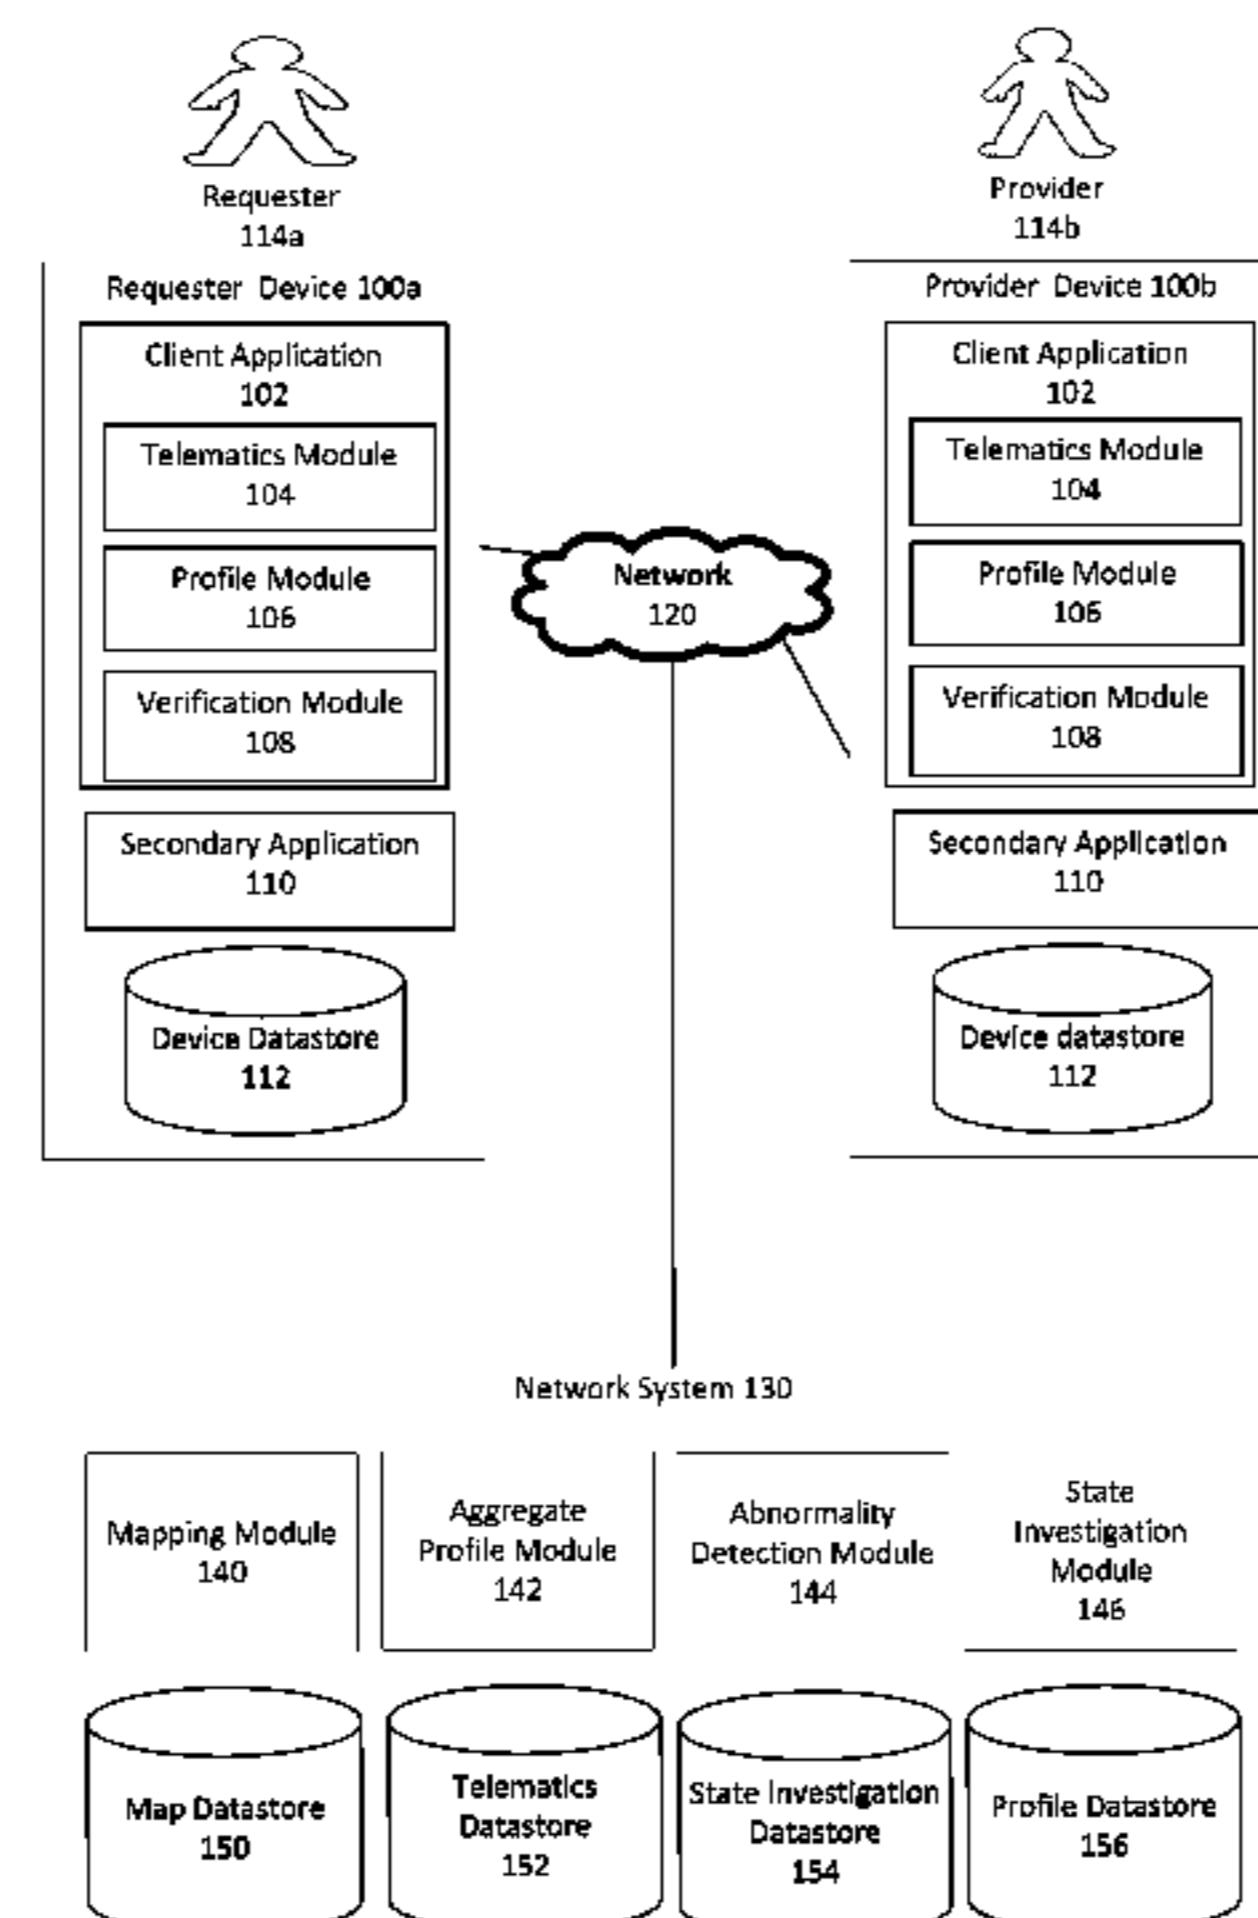 Requester
114a
Requester Device 100a
Client Application
102
Telematics Module
104
Profile Module
106
Verification Module
108
Secondary Application
110
Device Datastore
112
Provider
114b
Provider Device 100b
Client Application
102
Telematics Module
104
Profile Module
106
Verification Module
108
Secondary Application
110
Device datastore
112
Network
120
Network System 130
Mapping Module
140
Aggregate
Profile Module
142
Abnormality
Detection Module
144
State
Investigation
Module
146
Map Datastore
150
Telematics
Datastore
152
State Investigation
Datastore
154
Profile Datastore
156